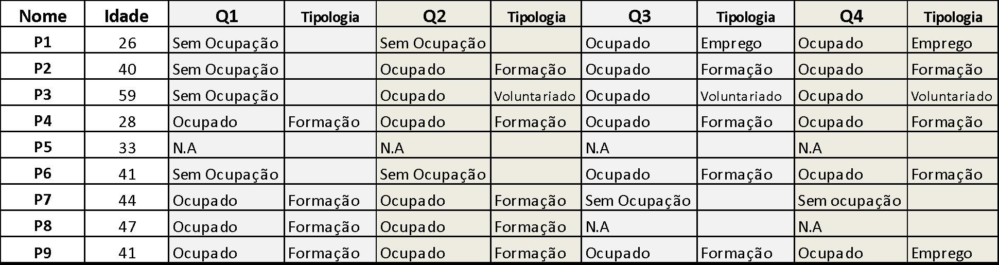 Nome Idade Q1 Tipologia Q2 Tipologia Q3 Tipologia Q4 Tipologia
P1 26 Sem Ocupação Sem Ocupação Ocupado Emprego Ocupado Emprego
P2 40 Sem Ocupação Ocupado Formação Ocupado Formação Ocupado Formação
P3 59 Sem Ocupação Ocupado Voluntariado Ocupado Voluntariado Ocupado Voluntariado
P4 28 Ocupado Formação Ocupado Formação Ocupado Formação Ocupado Formação
P5 33 N.A N.A N.A N.A
P6 41 Sem Ocupação Sem Ocupação Ocupado Formação Ocupado Formação
P7 44 Ocupado Formação Ocupado Formação Sem Ocupação Sem ocupação
P8 47 Ocupado Formação Ocupado Formação N.A N.A
P9 41 Ocupado Formação Ocupado Formação Ocupado Formação Ocupado Emprego